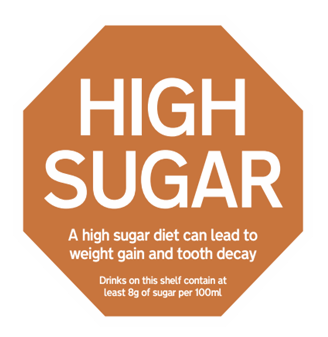 HIGH
SUGAR
A high sugar diet can lead to
weight gain and tooth decay
Drinks on this shelf contain at
least 8g of sugar per 100ml